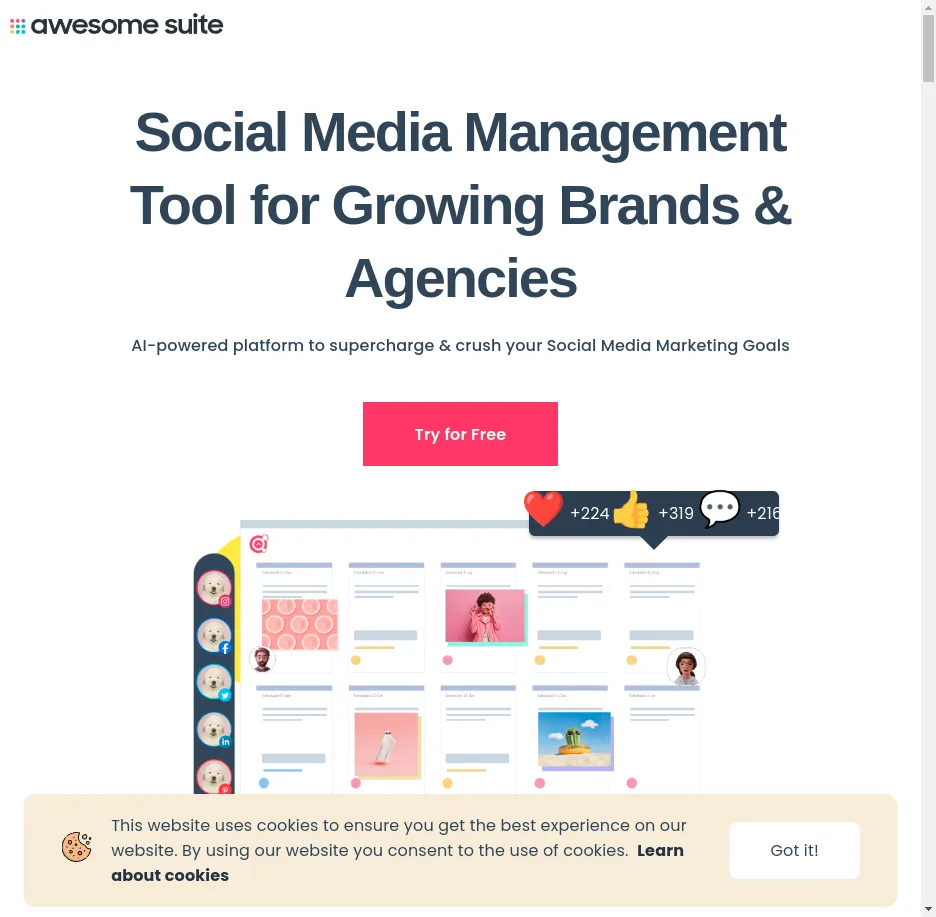 awesome suite
Social Media Management
Tool for Growing Brands &
Agencies
AI-powered platform to supercharge & crush your Social Media Marketing Goals
Try for Free
+224 +319 +216
This website uses cookies to ensure you get the best experience on our
website. By using our website you consent to the use of cookies. Learn
about cookies
Got it!